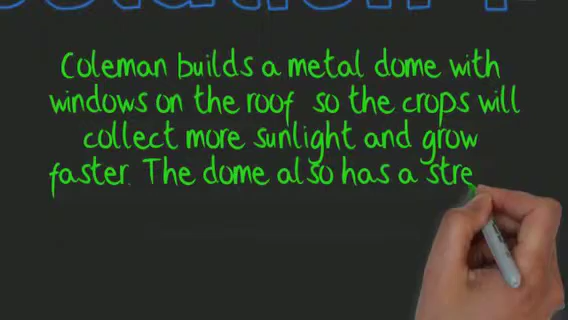 Coleman builds a metal dome with
windows on the roof so the crops will
collect more sunlight and grow
faster. The dome also has a stre